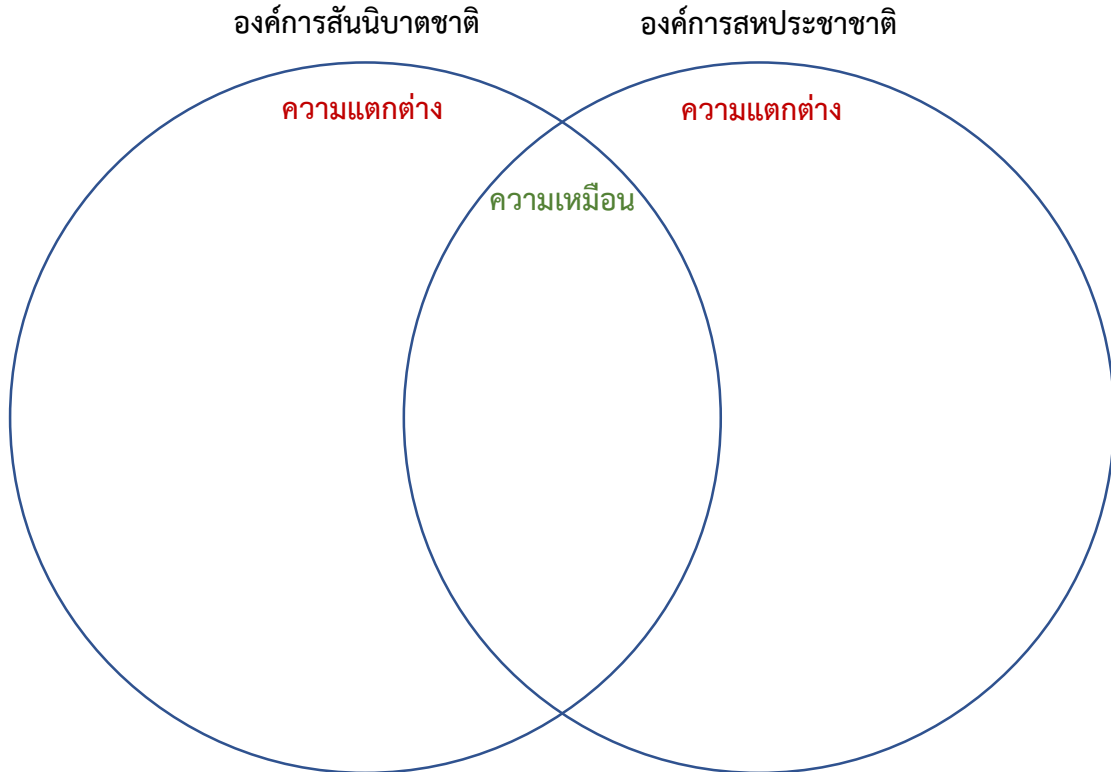 องค์การสันนิบาตชาติ
องค์การสหประชาชาติ
ความแตกต่าง
ความแตกต่าง
ความเหมือน